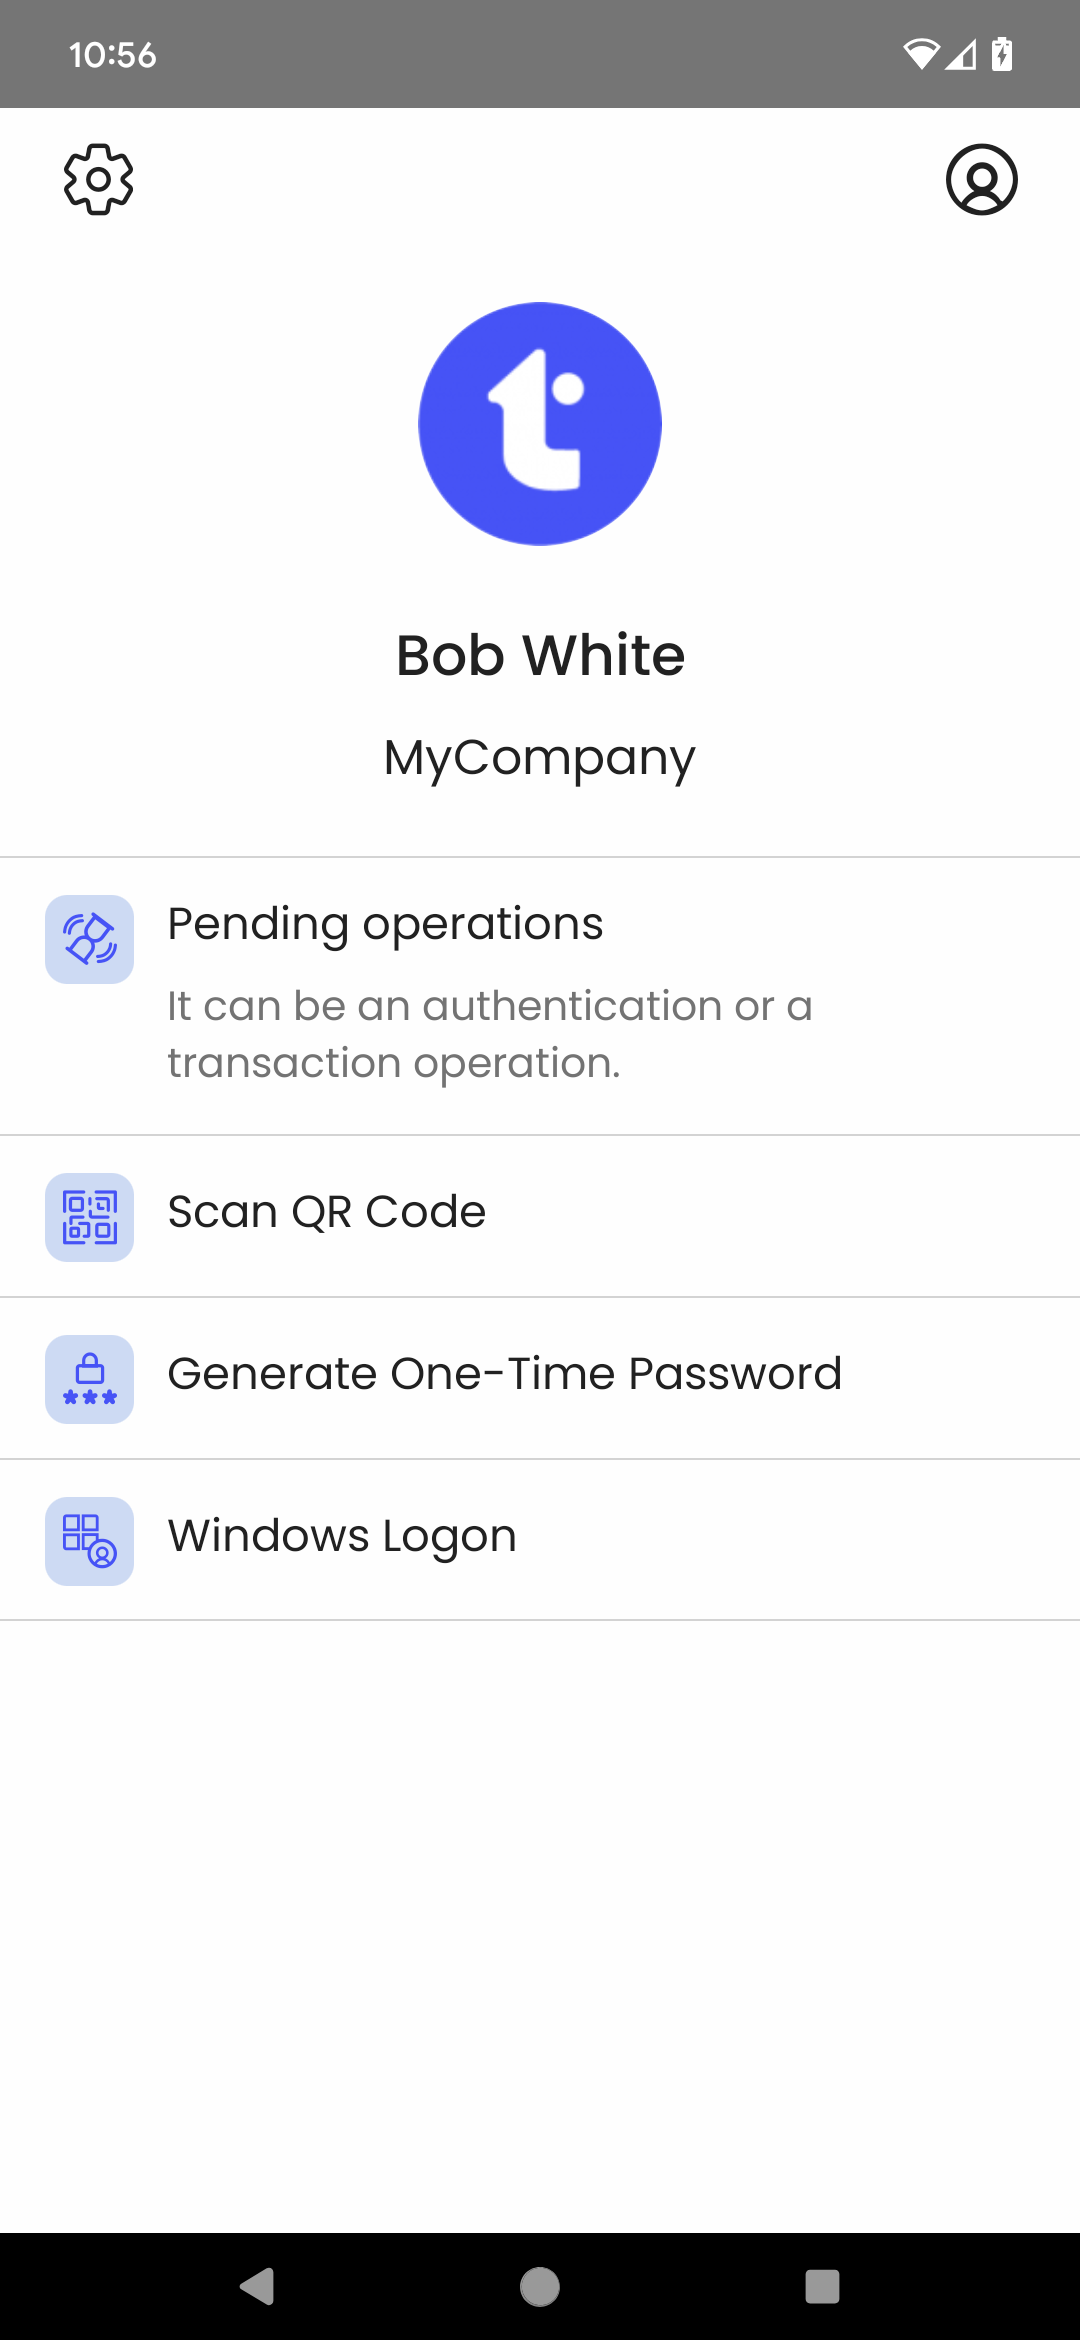 10:56
Bob White
MyCompany
Pending operations
It can be an authentication or a
transaction operation.
Scan QR Code
Generate One-Time Password
Windows Logon